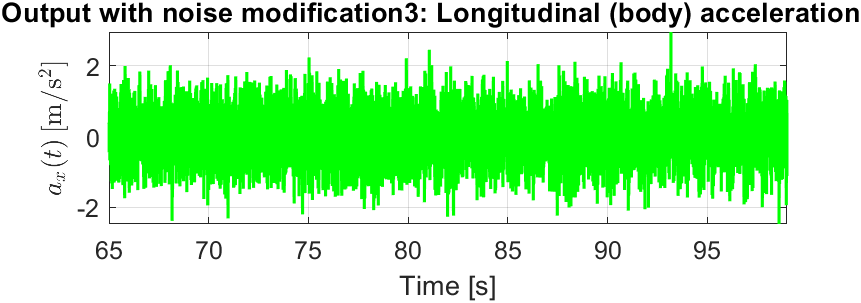 Output with noise modification3: Longitudinal (body) acceleration
a_x(t) [m/s²]
2
0
-2
65 70 75 80 85 90 95
Time [s]